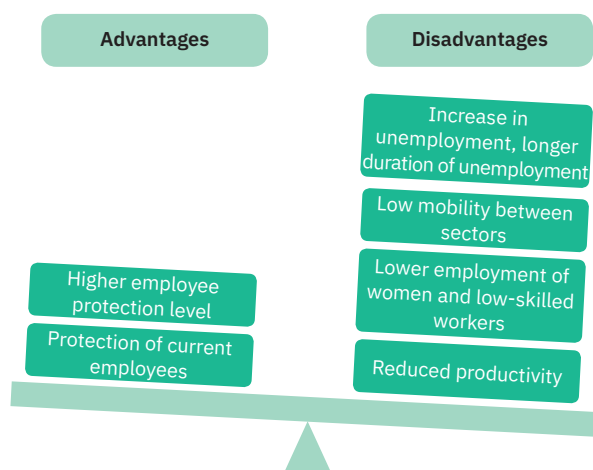 Advantages
Disadvantages
Increase in
unemployment, longer
duration of unemployment
Low mobility between
sectors
Higher employee
protection level
Lower employment of
women and low-skilled
workers
Protection of current
employees
Reduced productivity